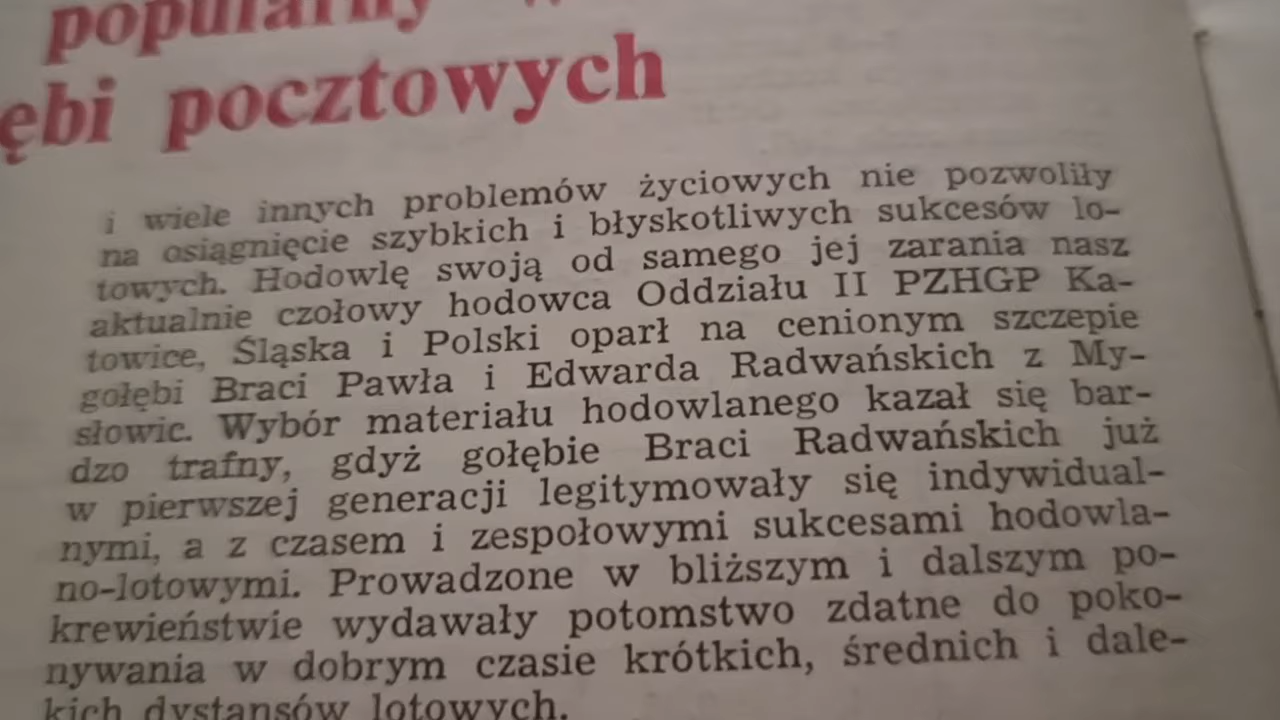 popularny w
ębi pocztowych
i wiele innych problemów życiowych nie pozwoliły
na osiągnięcie szybkich i błyskotliwych sukcesów lo-
towych. Hodowlę swoją od samego jej zarania nasz
aktualnie czołowy hodowca Oddziału II PZHGP Ka-
towice, Śląska i Polski oparł na cenionym szczepie
gołębi Braci Pawła i Edwarda Radwańskich z My-
słowic. Wybór materiału hodowlanego kazał się bar-
dzo trafny, gdyż gołębie Braci Radwańskich już
w pierwszej generacji legitymowały się indywidual-
nymi, a z czasem i zespołowymi sukcesami hodowla-
no-lotowymi. Prowadzone w bliższym i dalszym po-
krewieństwie wydawały potomstwo zdatne do poko-
nywania w dobrym czasie krótkich, średnich i dale-
kich dystansów lotowych.